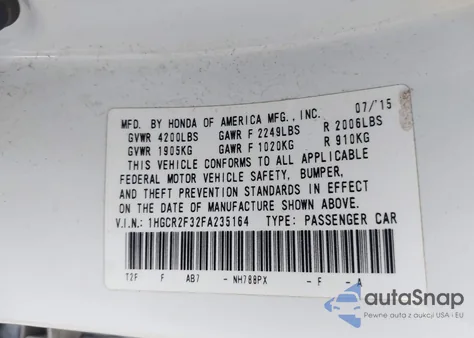 MFD. BY HONDA OF AMERICA MFG., INC. 07/'15
GVWR 4200LBS GAWR F 2249LBS R 2006LBS
GVWR 1905KG GAWR F 1020KG R 910KG
THIS VEHICLE CONFORMS TO ALL APPLICABLE
FEDERAL MOTOR VEHICLE SAFETY, BUMPER,
AND THEFT PREVENTION STANDARDS IN EFFECT
ON THE DATE OF MANUFACTURE SHOWN ABOVE.
V.I.N.: 1HGCR2F32FA235164 TYPE: PASSENGER CAR
T2F F AB7 - NH788PX - F - A
autoSnap
Pewne auta z aukcji USA i EU